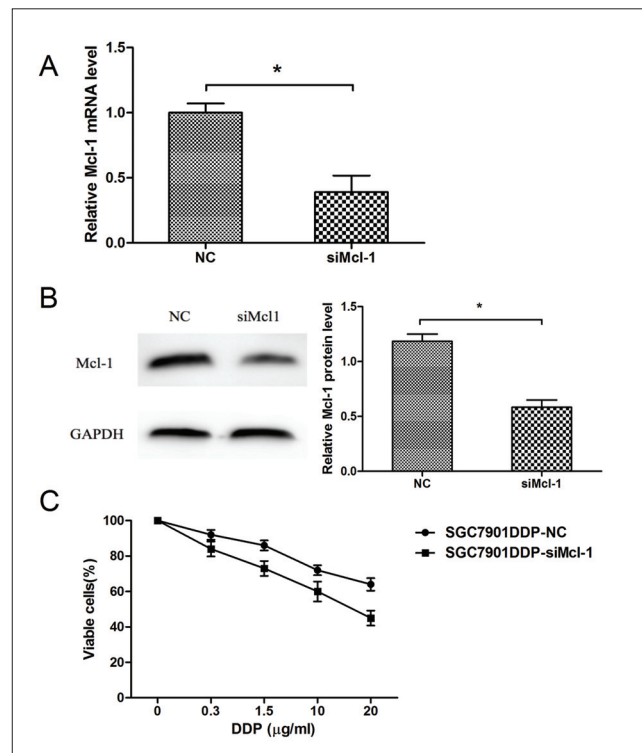 A
Relative Mcl-1 mRNA level
1.5
1.0
0.5
0.0
*
NC
siMcl-1
B
NC
siMcl1
Mcl-1
GAPDH
Relative Mcl-1 protein level
1.5
1.0
0.5
0.0
*
NC
siMcl-1
C
Viable cells(%)
100
80
60
40
20
0
0
0.3
1.5
10
20
DDP (μg/ml)
SGC7901DDP-NC
SGC7901DDP-siMcl-1